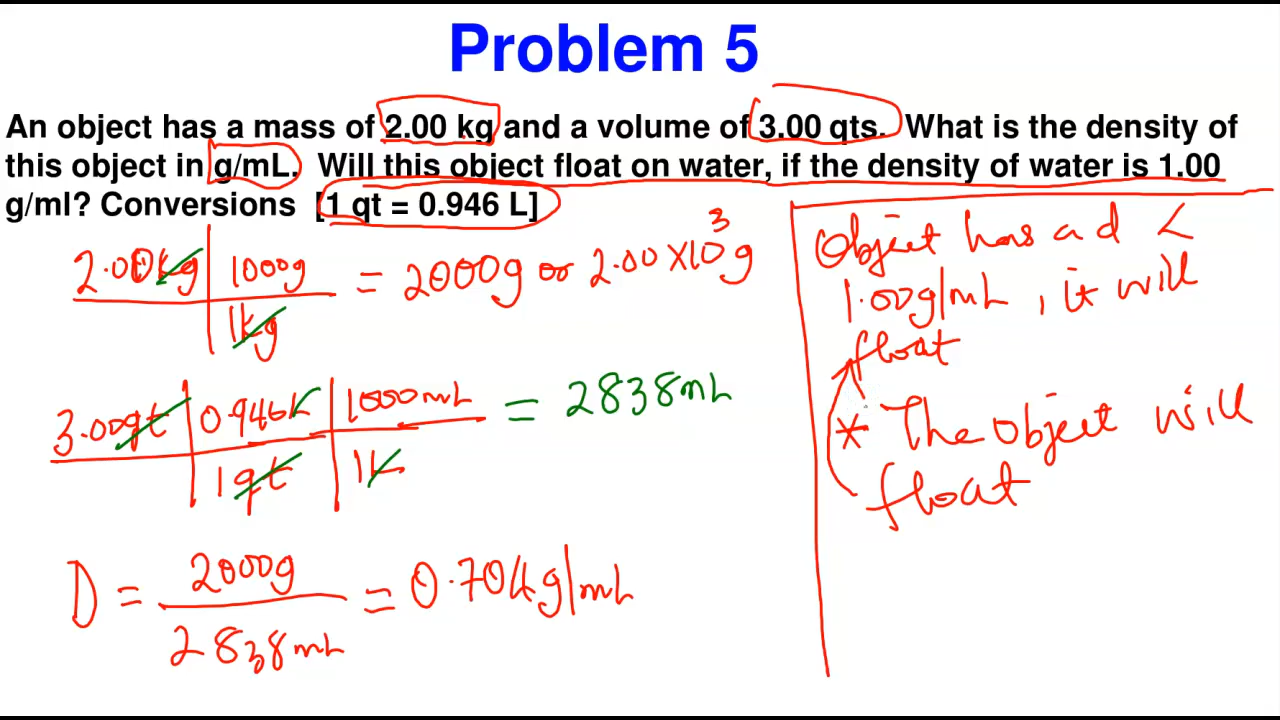 Problem 5
An object has a mass of 2.00 kg and a volume of 3.00 qts. What is the density of
this object in g/mL. Will this object float on water, if the density of water is 1.00
g/ml? Conversions [1 qt = 0.946 L]
2.00kg | 1000g = 2000g or 2.00 X10³g
1kg
3.00qt | 0.946L | 1000mL = 2838mL
1qt | 1L
D = 2000g = 0.704g/mL
2838mL
Object has a d <
1.00g/mL, it will
float
* The object will
float